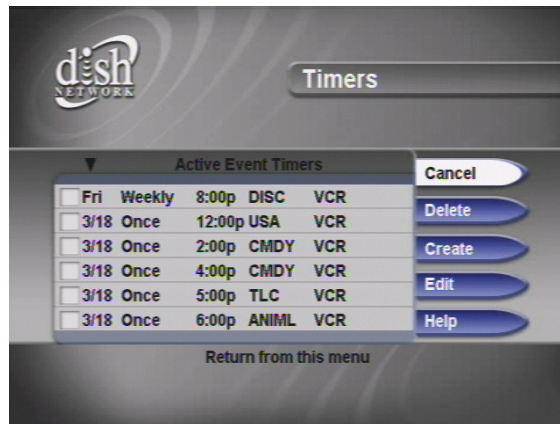 dish
NETWORK
Timers
Active Event Timers
Fri Weekly 8:00p DISC VCR
3/18 Once 12:00p USA VCR
3/18 Once 2:00p CMDY VCR
3/18 Once 4:00p CMDY VCR
3/18 Once 5:00p TLC VCR
3/18 Once 6:00p ANIML VCR
Cancel
Delete
Create
Edit
Help
Return from this menu